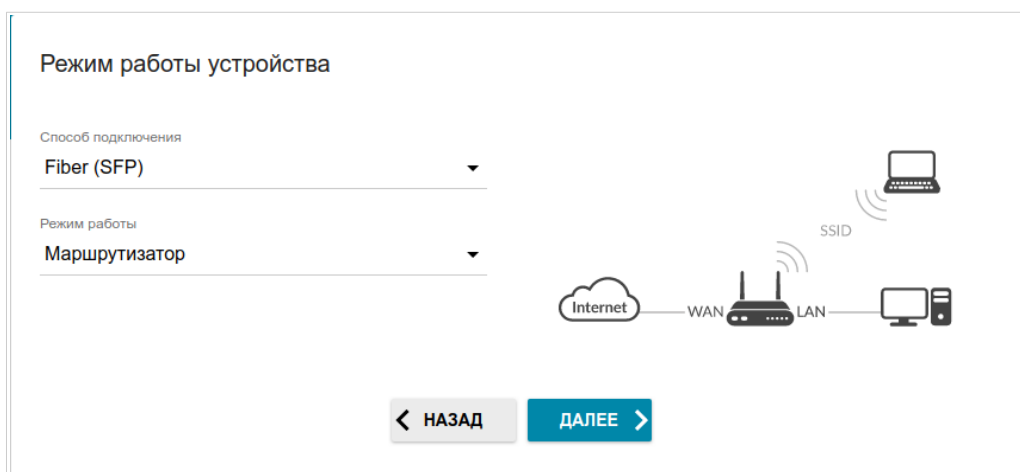 Режим работы устройства
Способ подключения
Fiber (SFP)
Режим работы
Маршрутизатор
SSID
Internet
WAN
LAN
НАЗАД
ДАЛЕЕ